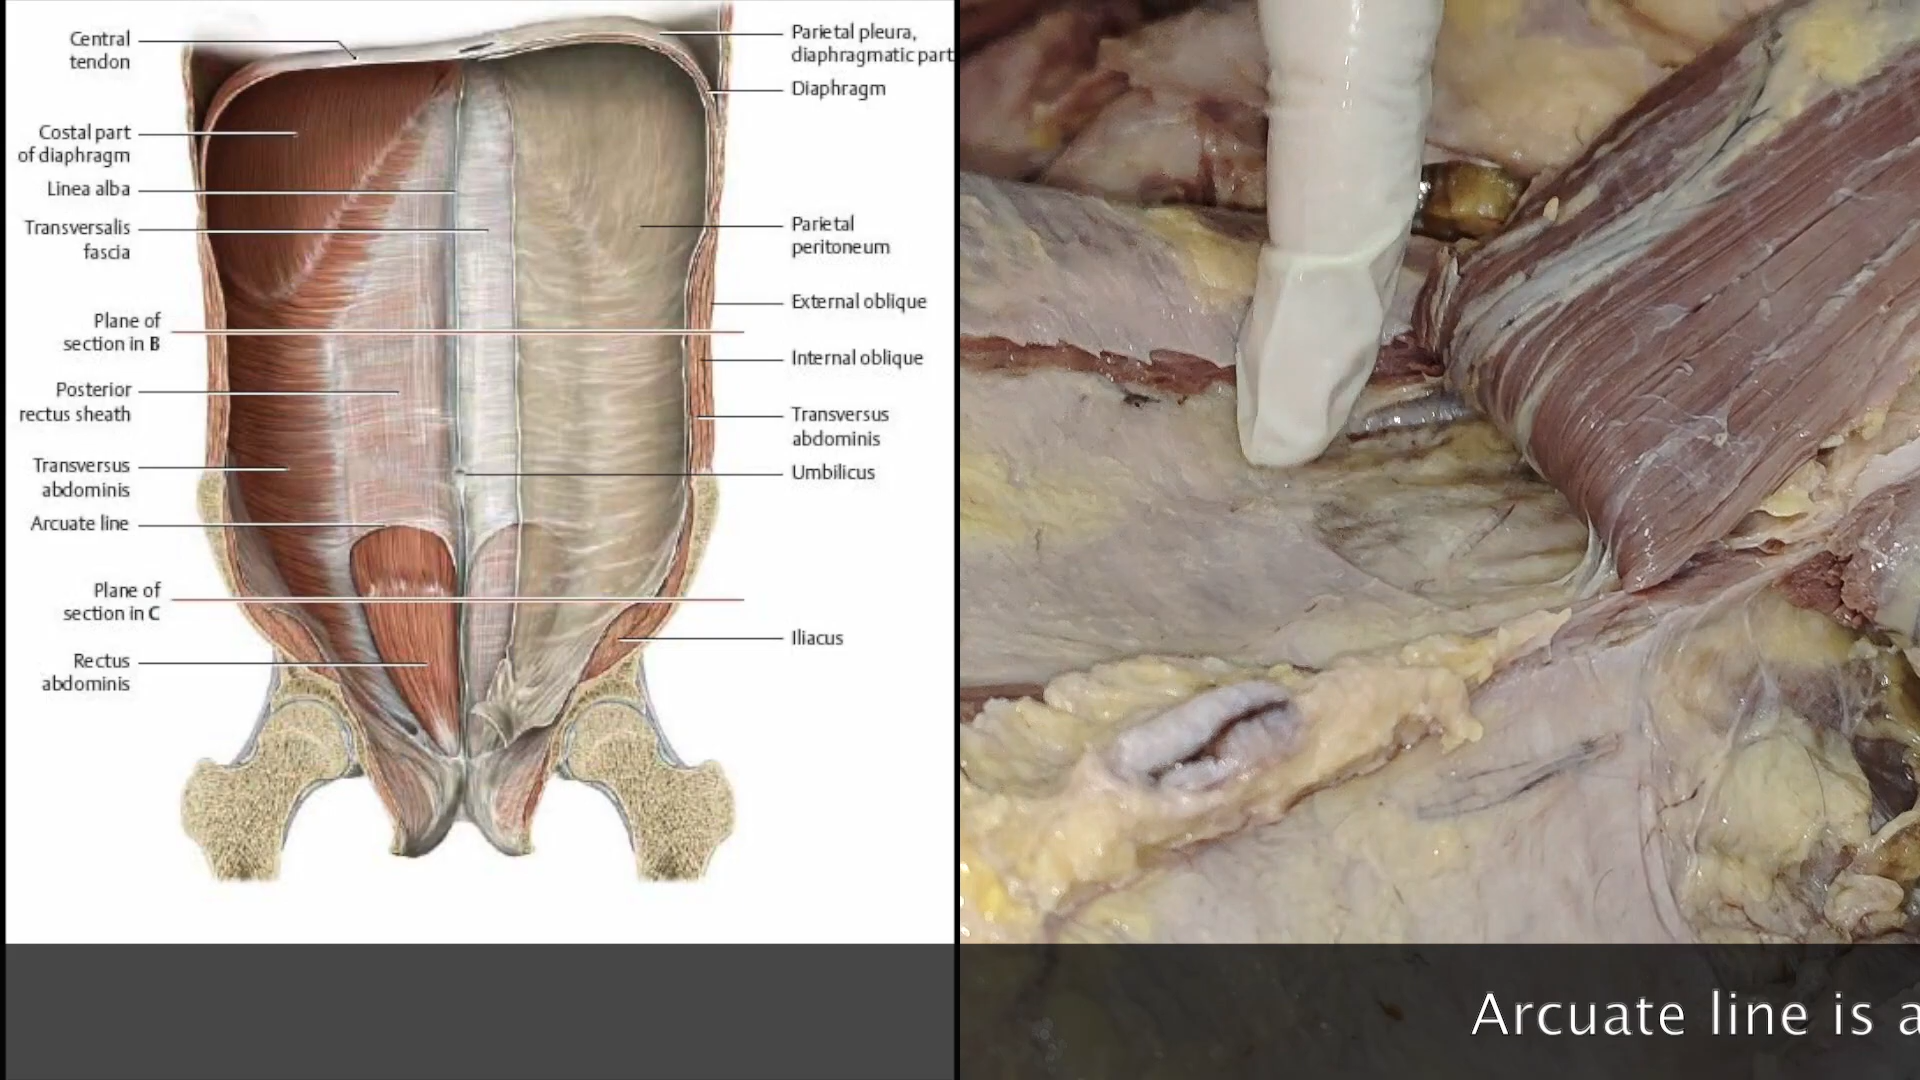 Central
tendon
Costal part
of diaphragm
Linea alba
Transversalis
fascia
Plane of
section in B
Posterior
rectus sheath
Transversus
abdominis
Arcuate line
Plane of
section in C
Rectus
abdominis
Parietal pleura,
diaphragmatic part
Diaphragm
Parietal
peritoneum
External oblique
Internal oblique
Transversus
abdominis
Umbilicus
Iliacus
Arcuate line is a